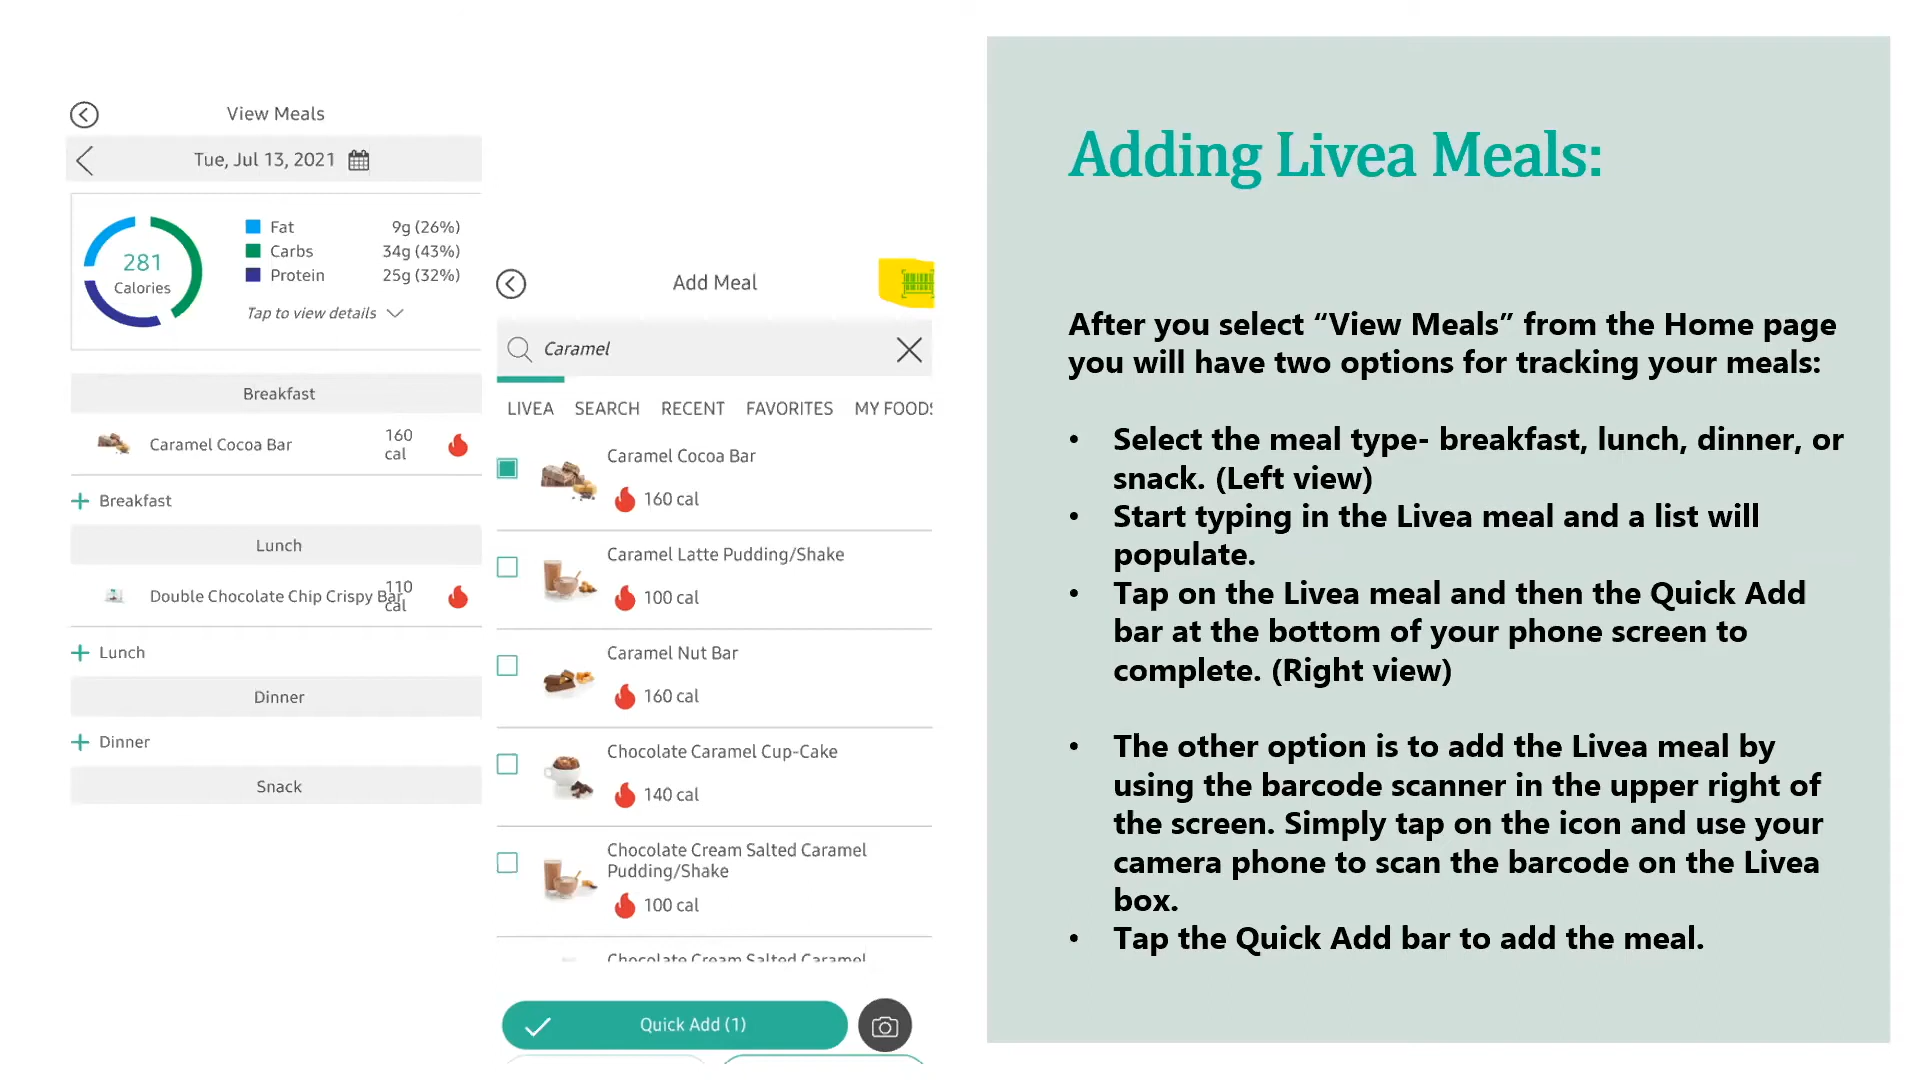 View Meals
Tue, Jul 13, 2021
281
Calories
Fat 9g (26%)
Carbs 34g (43%)
Protein 25g (32%)
Tap to view details
Breakfast
Caramel Cocoa Bar 160 cal
+ Breakfast
Lunch
Double Chocolate Chip Crispy Bar 110 cal
+ Lunch
Dinner
+ Dinner
Snack
Add Meal
Caramel
LIVEA SEARCH RECENT FAVORITES MY FOODS
Caramel Cocoa Bar
160 cal
Caramel Latte Pudding/Shake
100 cal
Caramel Nut Bar
160 cal
Chocolate Caramel Cup-Cake
140 cal
Chocolate Cream Salted Caramel
Pudding/Shake
100 cal
Chocolate Cream Salted Caramel
Quick Add (1)
Adding Livea Meals:
After you select “View Meals” from the Home page
you will have two options for tracking your meals:
• Select the meal type- breakfast, lunch, dinner, or
snack. (Left view)
• Start typing in the Livea meal and a list will
populate.
• Tap on the Livea meal and then the Quick Add
bar at the bottom of your phone screen to
complete. (Right view)
• The other option is to add the Livea meal by
using the barcode scanner in the upper right of
the screen. Simply tap on the icon and use your
camera phone to scan the barcode on the Livea
box.
• Tap the Quick Add bar to add the meal.